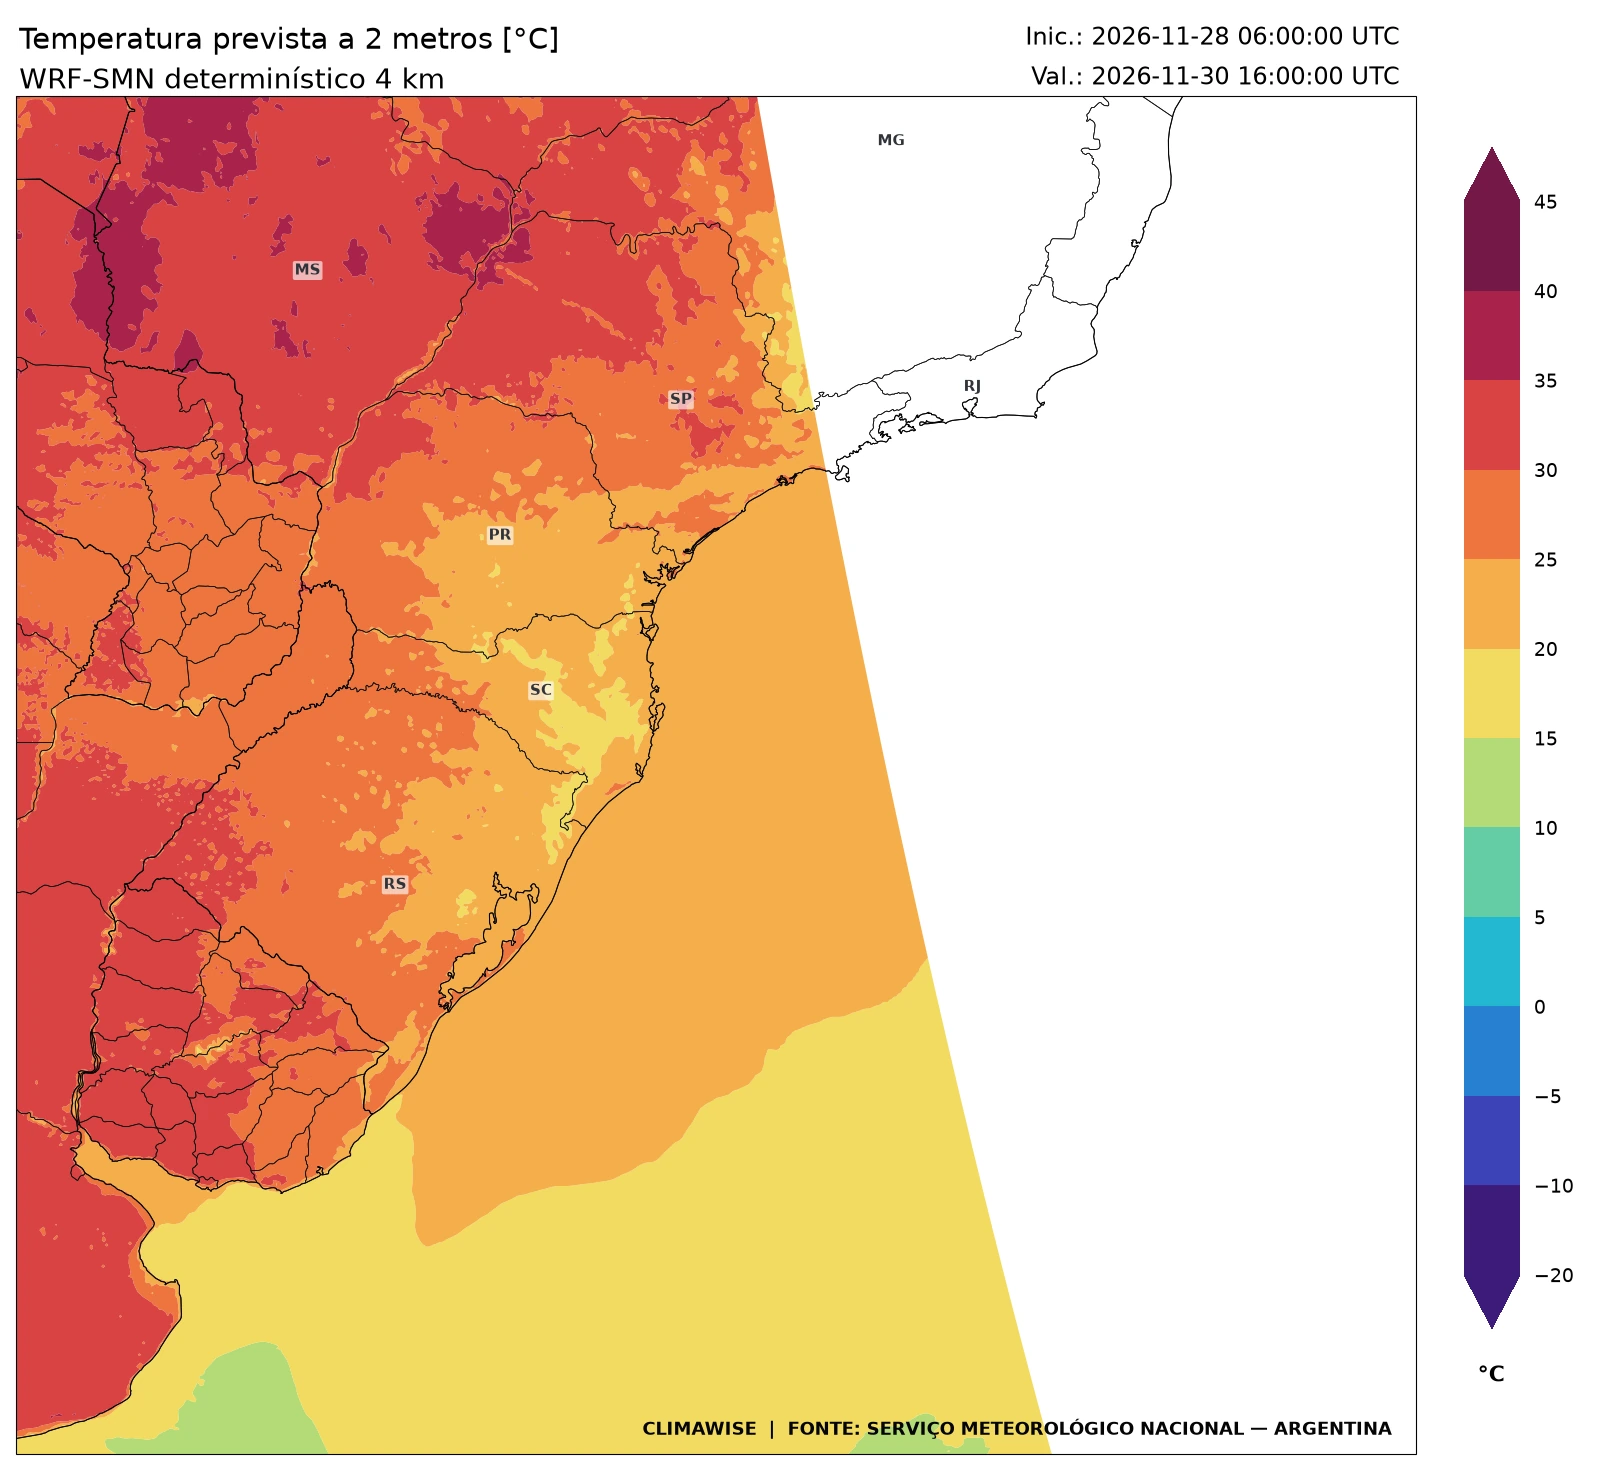 Temperatura prevista a 2 metros [°C]
WRF-SMN determinístico 4 km
Inic.: 2026-11-28 06:00:00 UTC
Val.: 2026-11-30 16:00:00 UTC
MG
MS
RJ
SP
PR
SC
RS
45
40
35
30
25
20
15
10
5
0
−5
−10
−20
°C
CLIMAWISE | FONTE: SERVIÇO METEOROLÓGICO NACIONAL — ARGENTINA